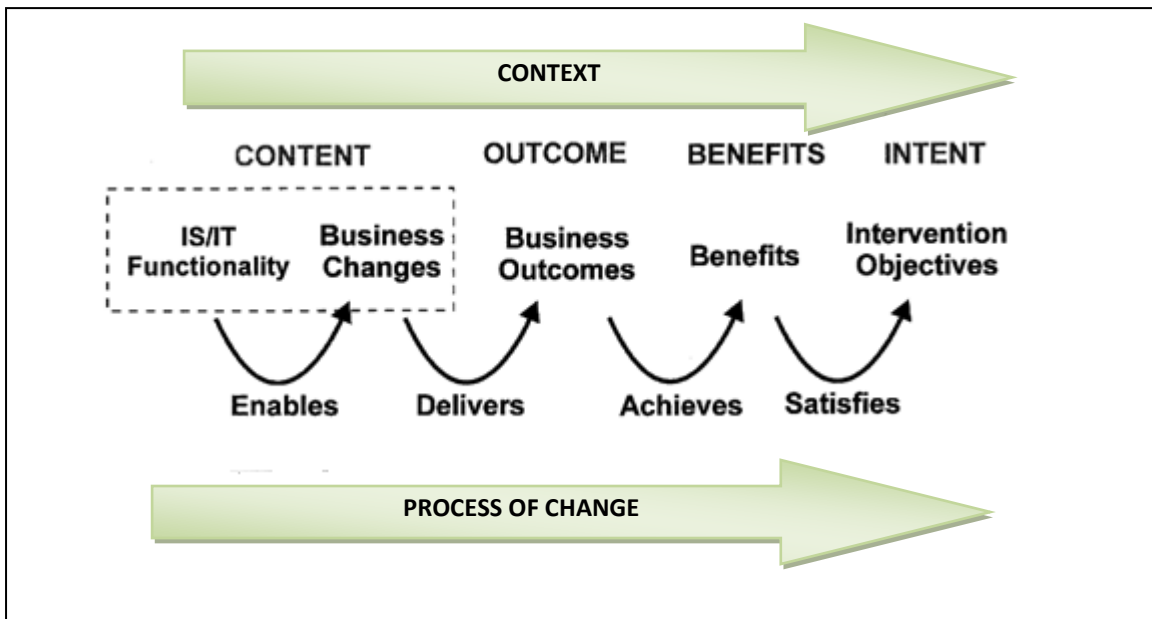 CONTEXT
CONTENT OUTCOME BENEFITS INTENT
IS/IT
Functionality
Business
Changes
Business
Outcomes
Benefits
Intervention
Objectives
Enables Delivers Achieves Satisfies
PROCESS OF CHANGE